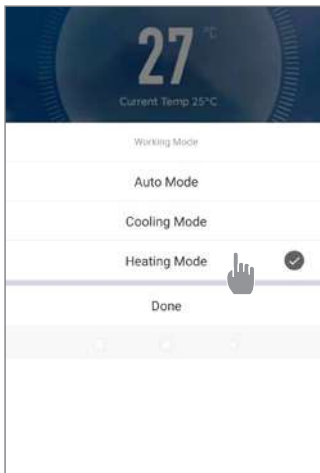 27 °C
Current Temp 25°C
Working Mode
Auto Mode
Cooling Mode
Heating Mode
Done